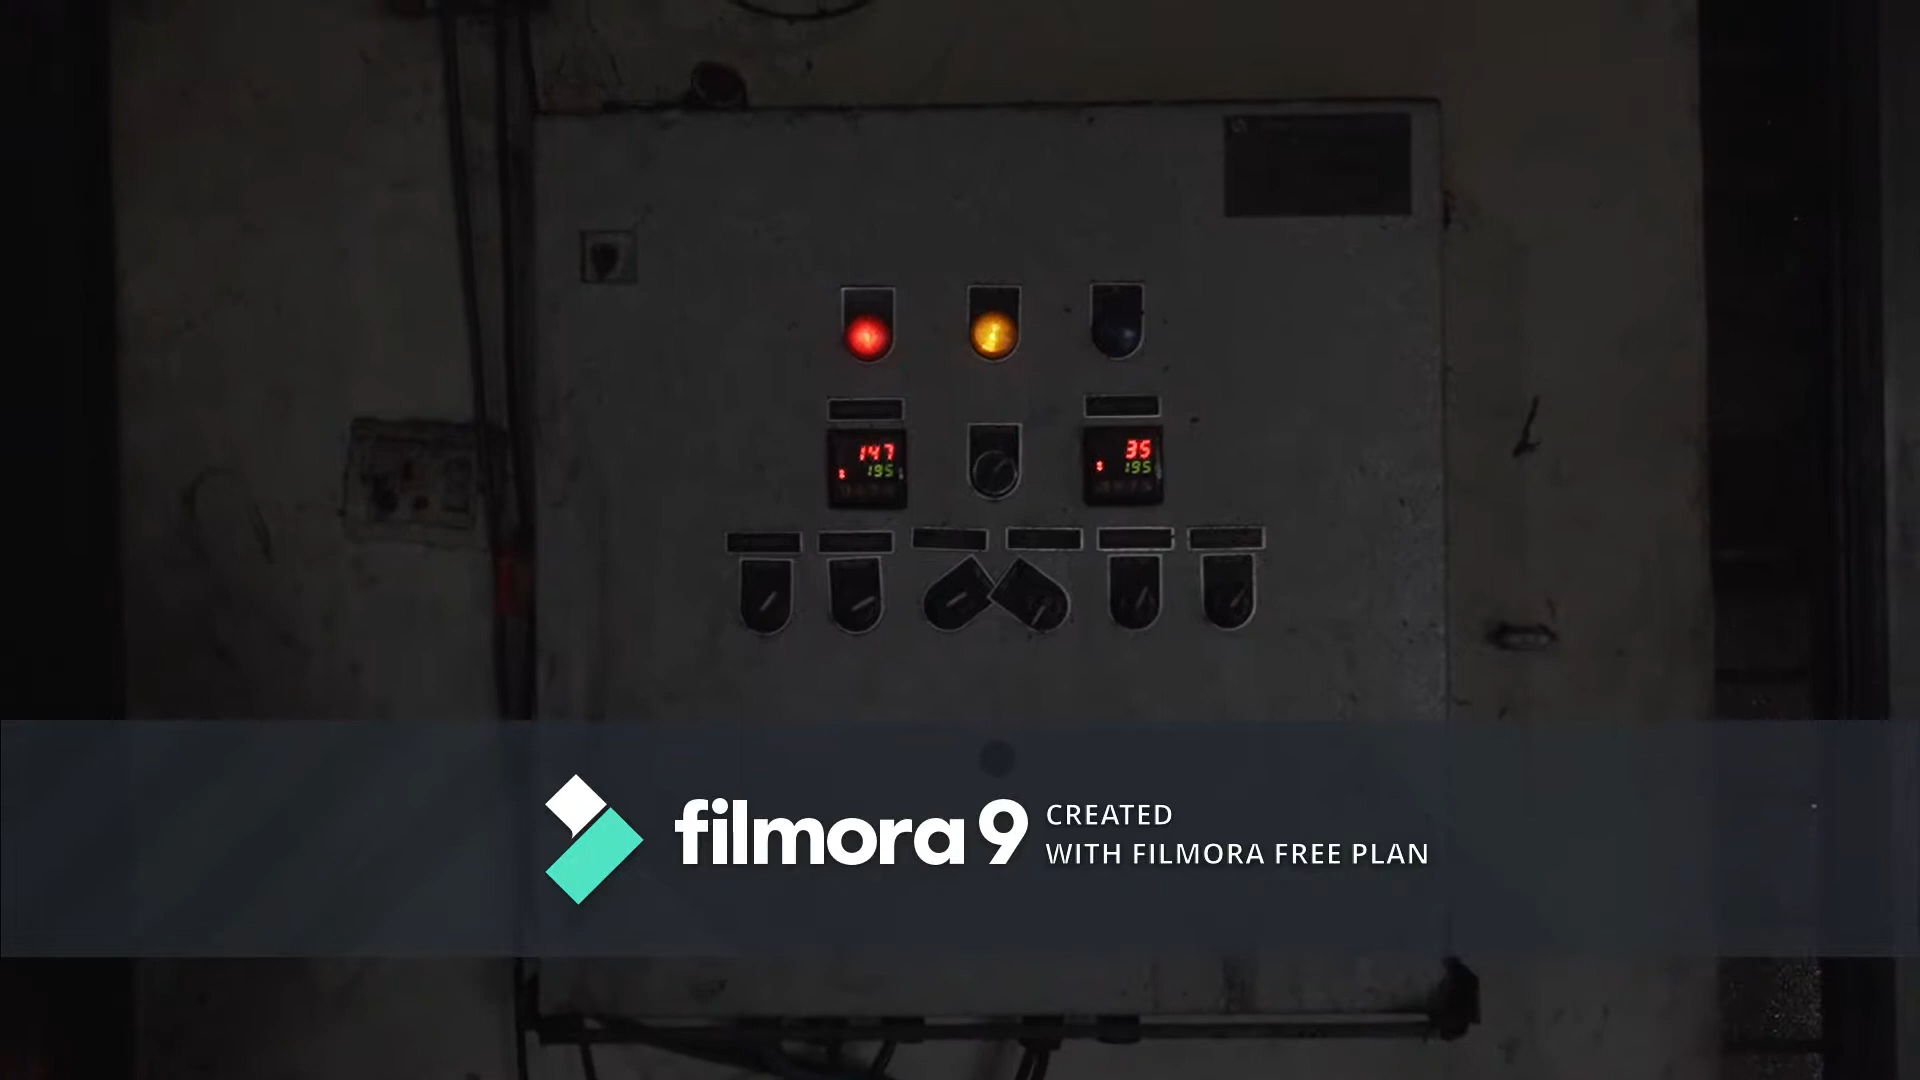 147
195
35
195
filmora9
CREATED
WITH FILMORA FREE PLAN